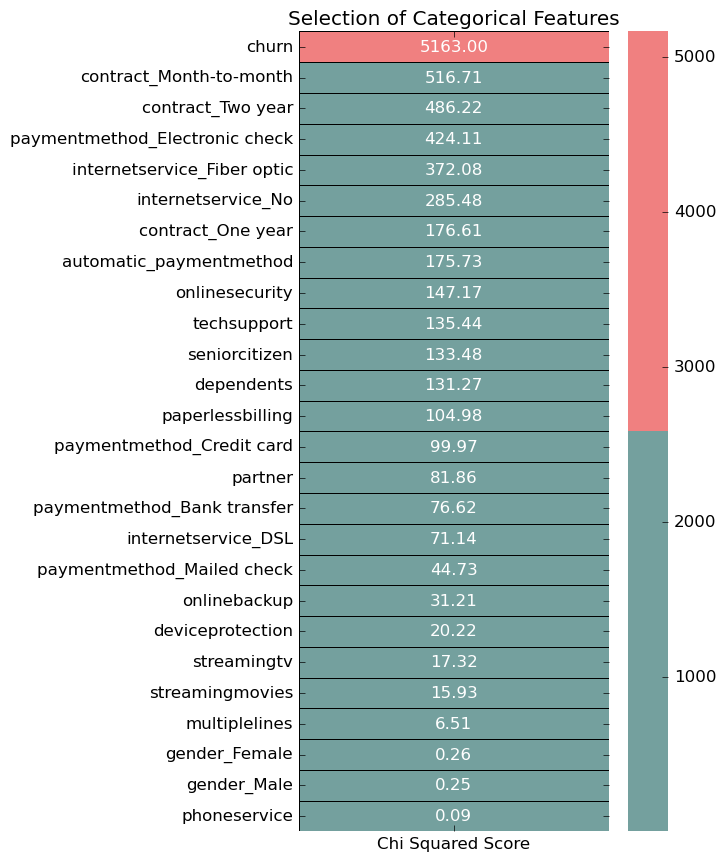 Selection of Categorical Features
churn 5163.00
contract_Month-to-month 516.71
contract_Two year 486.22
paymentmethod_Electronic check 424.11
internetservice_Fiber optic 372.08
internetservice_No 285.48
contract_One year 176.61
automatic_paymentmethod 175.73
onlinesecurity 147.17
techsupport 135.44
seniorcitizen 133.48
dependents 131.27
paperlessbilling 104.98
paymentmethod_Credit card 99.97
partner 81.86
paymentmethod_Bank transfer 76.62
internetservice_DSL 71.14
paymentmethod_Mailed check 44.73
onlinebackup 31.21
deviceprotection 20.22
streamingtv 17.32
streamingmovies 15.93
multiplelines 6.51
gender_Female 0.26
gender_Male 0.25
phoneservice 0.09
Chi Squared Score
5000
4000
3000
2000
1000